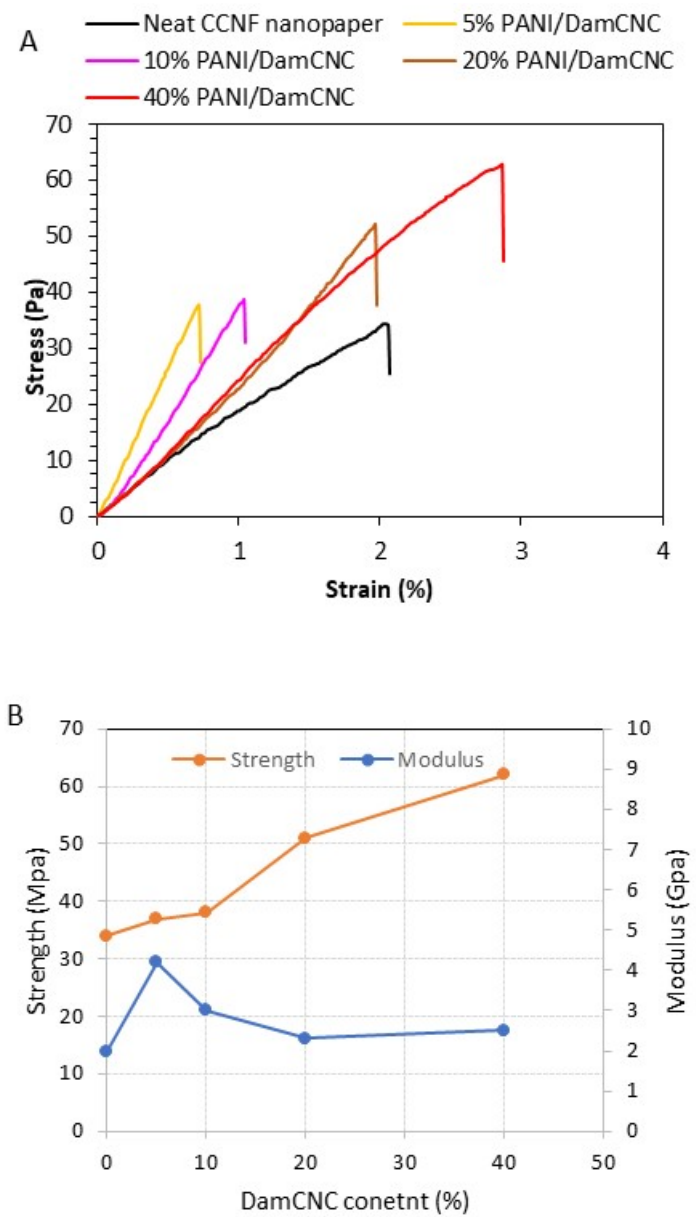 A
Neat CCNF nanopaper
5% PANI/DamCNC
10% PANI/DamCNC
20% PANI/DamCNC
40% PANI/DamCNC
70
60
50
40
30
20
10
0
Stress (Pa)
0 1 2 3 4
Strain (%)
B
Strength Modulus
70
60
50
40
30
20
10
0
Strength (Mpa)
10
9
8
7
6
5
4
3
2
1
0
Modulus (Gpa)
0 10 20 30 40 50
DamCNC conetnt (%)